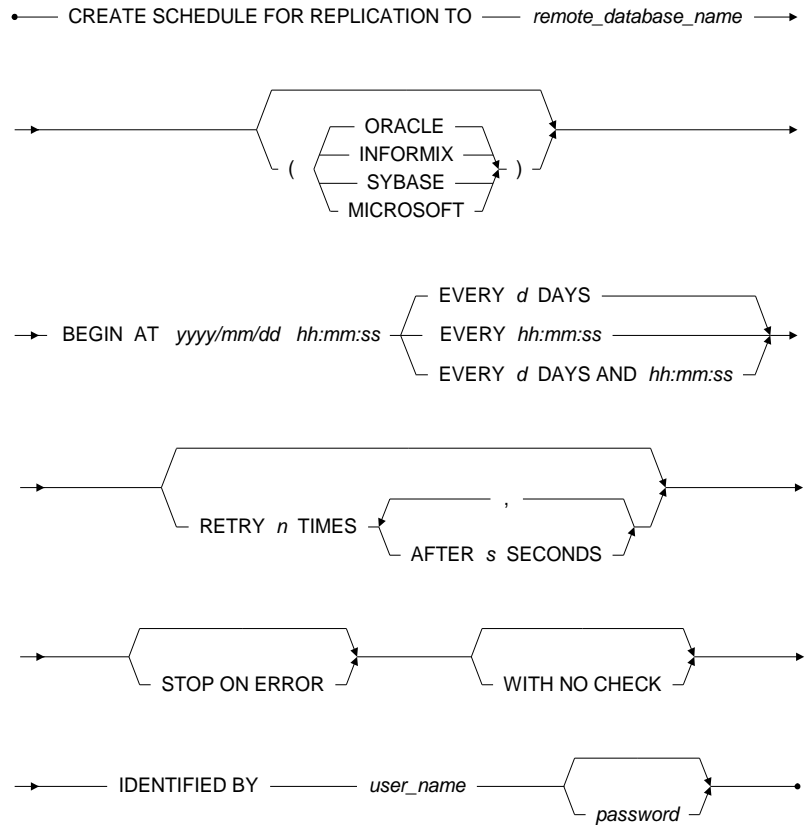 CREATE SCHEDULE FOR REPLICATION TO remote_database_name
ORACLE
INFORMIX
SYBASE
MICROSOFT
( )
BEGIN AT yyyy/mm/dd hh:mm:ss
EVERY d DAYS
EVERY hh:mm:ss
EVERY d DAYS AND hh:mm:ss
,
RETRY n TIMES
AFTER s SECONDS
STOP ON ERROR
WITH NO CHECK
IDENTIFIED BY user_name
password